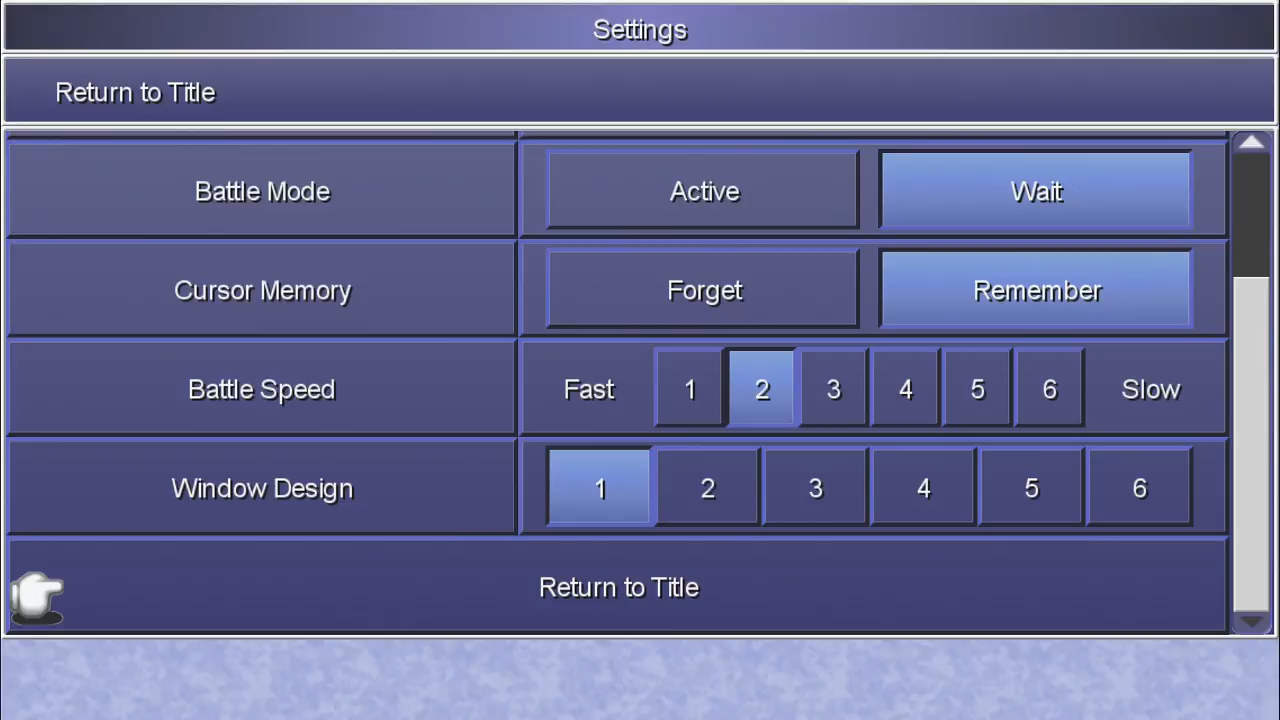 Settings
Return to Title
Battle Mode Active Wait
Cursor Memory Forget Remember
Battle Speed Fast 1 2 3 4 5 6 Slow
Window Design 1 2 3 4 5 6
Return to Title